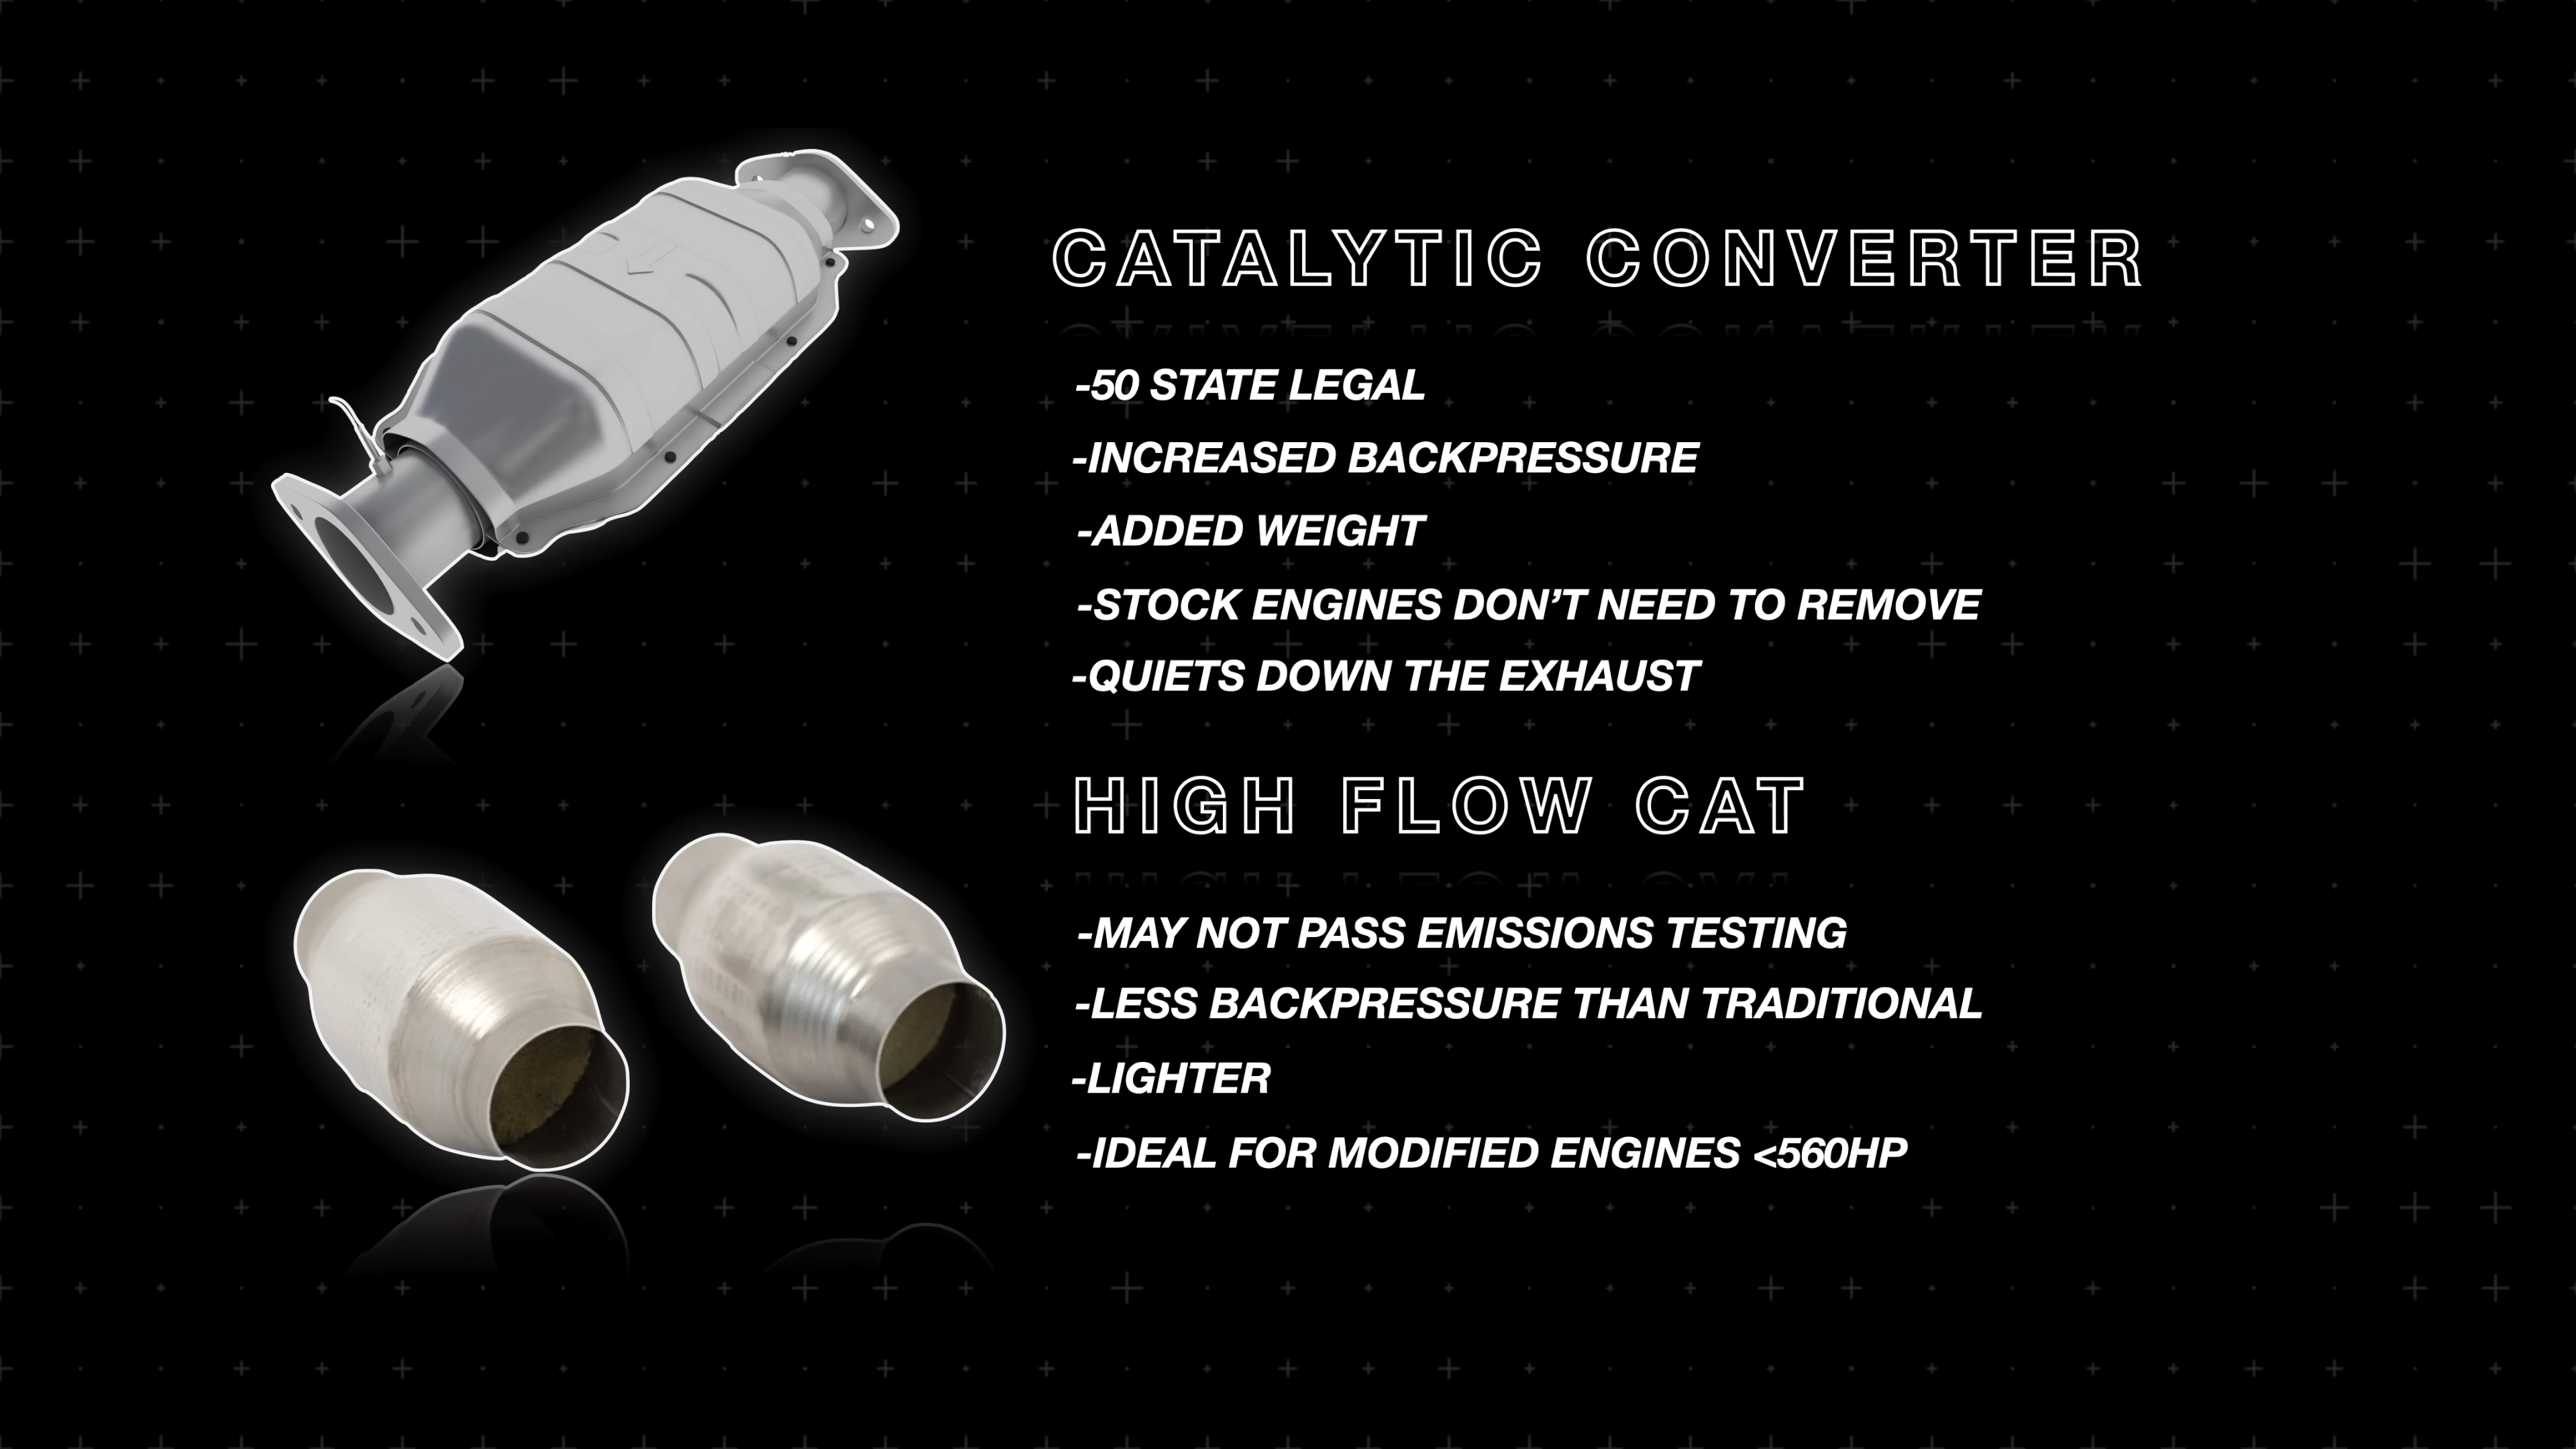 CATALYTIC CONVERTER
-50 STATE LEGAL
-INCREASED BACKPRESSURE
-ADDED WEIGHT
-STOCK ENGINES DON’T NEED TO REMOVE
-QUIETS DOWN THE EXHAUST
HIGH FLOW CAT
-MAY NOT PASS EMISSIONS TESTING
-LESS BACKPRESSURE THAN TRADITIONAL
-LIGHTER
-IDEAL FOR MODIFIED ENGINES <560HP